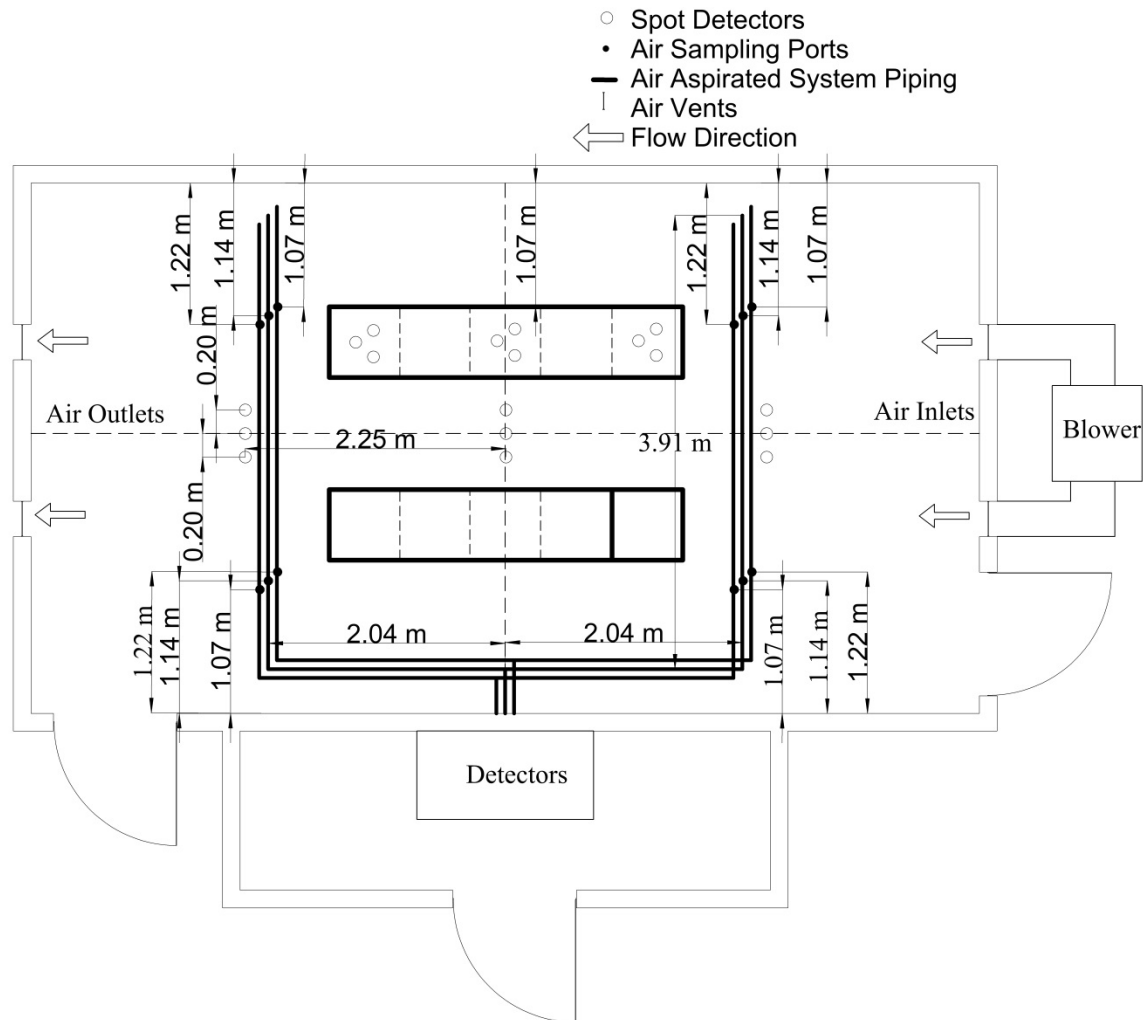 Spot Detectors
Air Sampling Ports
Air Aspirated System Piping
Air Vents
Flow Direction
1.22 m
1.14 m
1.07 m
1.07 m
1.22 m
1.14 m
1.07 m
0.20 m
Air Outlets
Air Inlets
Blower
2.25 m
3.91 m
0.20 m
1.22 m
1.14 m
1.07 m
2.04 m
2.04 m
1.07 m
1.14 m
1.22 m
Detectors